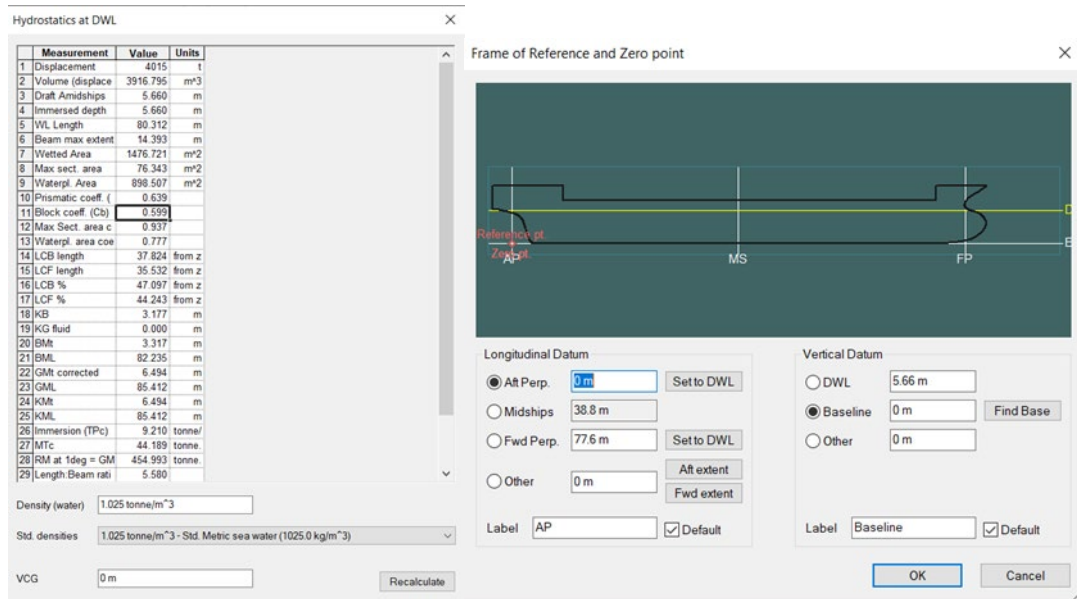 Hydrostatics at DWL
Measurement Value Units
1 Displacement 4015 t
2 Volume (displace 3916.795 m^3
3 Draft Amidships 5.660 m
4 Immersed depth 5.660 m
5 WL Length 80.312 m
6 Beam max extent 14.393 m
7 Wetted Area 1476.721 m^2
8 Max sect. area 76.343 m^2
9 Waterpl. Area 898.507 m^2
10 Prismatic coeff. ( 0.639
11 Block coeff. (Cb) 0.599
12 Max Sect. area c 0.937
13 Waterpl. area coe 0.777
14 LCB length 37.824 from z
15 LCF length 35.532 from z
16 LCB % 47.097 from z
17 LCF % 44.243 from z
18 KB 3.177 m
19 KG fluid 0.000 m
20 BMt 3.317 m
21 BML 82.235 m
22 GMt corrected 6.494 m
23 GML 85.412 m
24 KMt 6.494 m
25 KML 85.412 m
26 Immersion (TPc) 9.210 tonne/
27 MTc 44.189 tonne.
28 RM at 1deg = GM 454.993 tonne.
29 Length:Beam rati 5.580
Density (water) 1.025 tonne/m^3
Std. densities 1.025 tonne/m^3 - Std. Metric sea water (1025.0 kg/m^3)
VCG 0 m
Recalculate
Frame of Reference and Zero point
D
Reference pt.
B
Zero pt.
AP MS FP
Longitudinal Datum
Aft Perp. 0 m Set to DWL
Midships 38.8 m
Fwd Perp. 77.6 m Set to DWL
Aft extent
Other 0 m
Fwd extent
Label AP Default
Vertical Datum
DWL 5.66 m
Baseline 0 m Find Base
Other 0 m
Label Baseline Default
OK Cancel